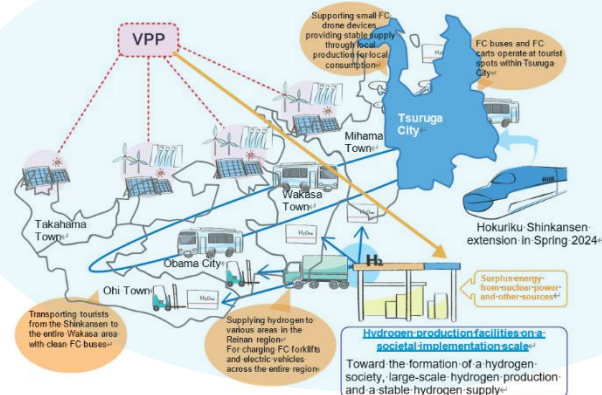 VPP
Supporting small FC
drone devices,
providing stable supply
through local
production for local
consumption
FC buses and FC
carts operate at tourist
spots within Tsuruga
City
Tsuruga
City
Mihama
Town
Wakasa
Town
Takahama
Town
Obama City
Ohi Town
Hokuriku Shinkansen
extension in Spring 2024
H₂
Transporting tourists
from the Shinkansen to
the entire Wakasa area
with clean FC buses
Supplying hydrogen to
various areas in the
Reinan region
For charging FC forklifts
and electric vehicles
across the entire region
Surplus energy
from nuclear power
and other sources
Hydrogen production facilities on a
societal implementation scale
Toward the formation of a hydrogen
society, large-scale hydrogen production
and a stable hydrogen supply